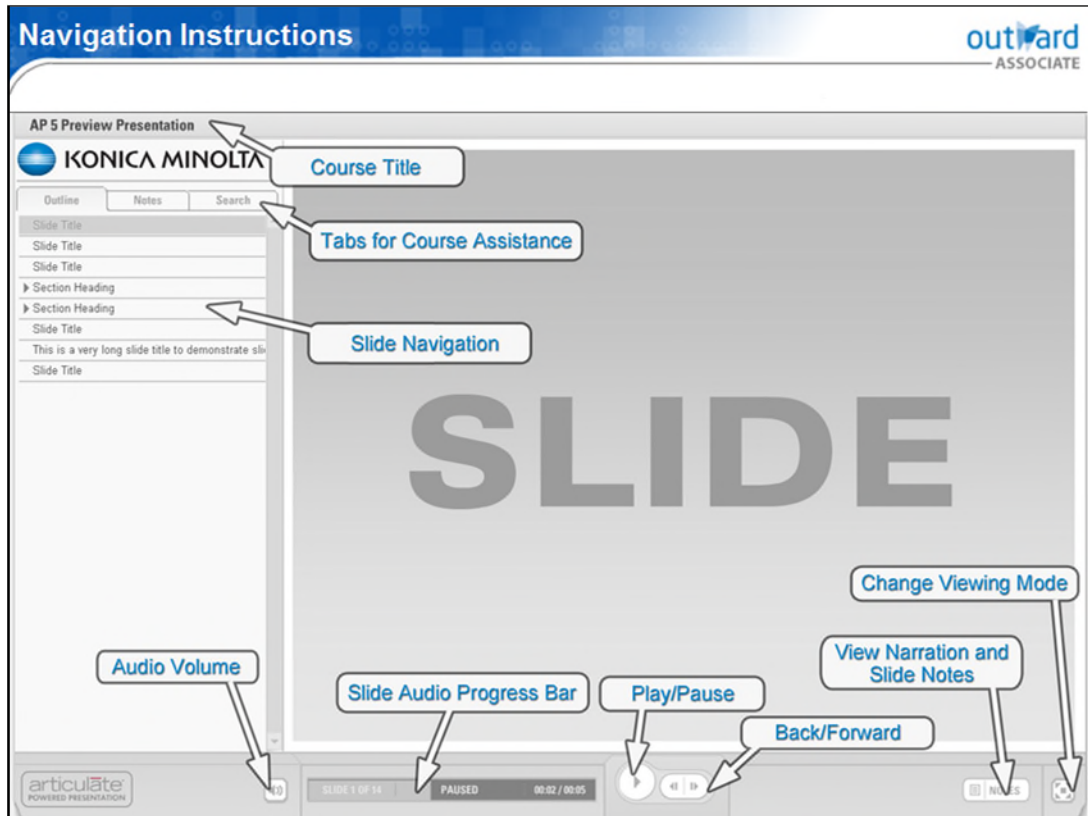 Navigation Instructions
outward
ASSOCIATE
AP 5 Preview Presentation
KONICA MINOLTA
Course Title
Outline Notes Search
Tabs for Course Assistance
Slide Title
Slide Title
Slide Title
Section Heading
Section Heading
Slide Title
This is a very long slide title to demonstrate
Slide Title
Slide Navigation
SLIDE
Change Viewing Mode
View Narration and
Slide Notes
Audio Volume
Slide Audio Progress Bar
Play/Pause
Back/Forward
articulate
POWERED PRESENTATION
SLIDE 1 OF 14 PAUSED 00:02 / 00:05
NOTES